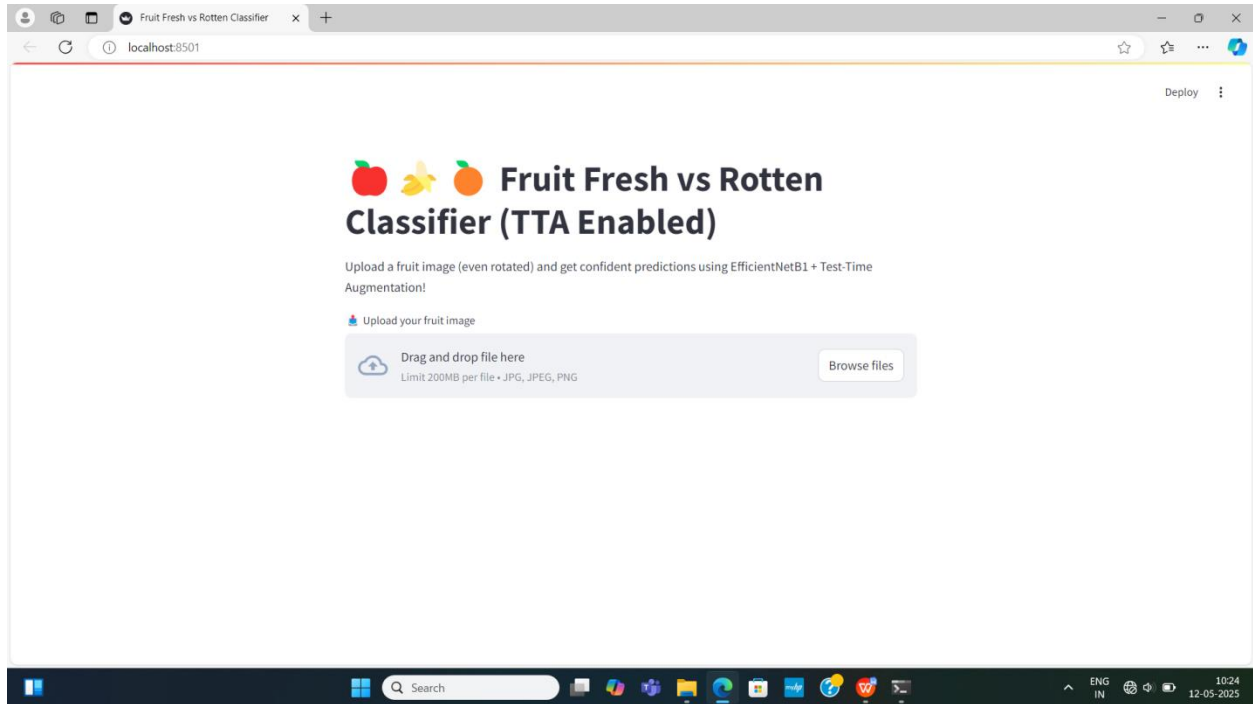 Fruit Fresh vs Rotten Classifier
localhost:8501
Deploy
Fruit Fresh vs Rotten
Classifier (TTA Enabled)
Upload a fruit image (even rotated) and get confident predictions using EfficientNetB1 + Test-Time
Augmentation!
Upload your fruit image
Drag and drop file here
Limit 200MB per file • JPG, JPEG, PNG
Browse files
Search
ENG
IN
10:24
12-05-2025